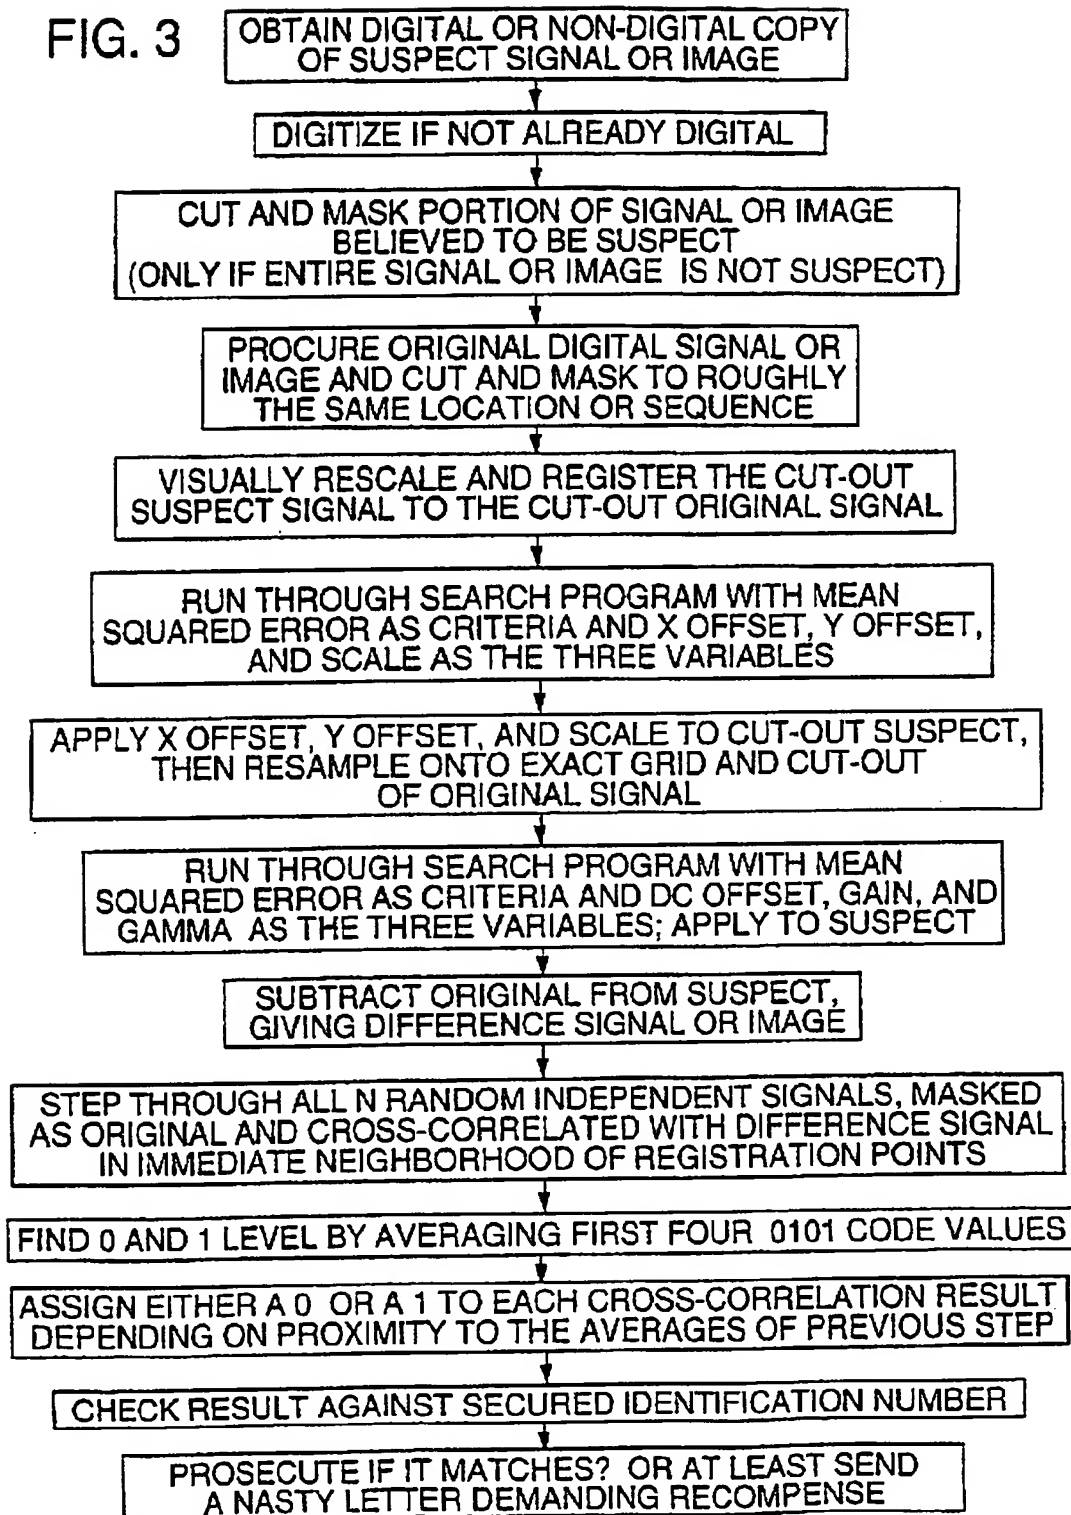 FIG. 3
OBTAIN DIGITAL OR NON-DIGITAL COPY
OF SUSPECT SIGNAL OR IMAGE
DIGITIZE IF NOT ALREADY DIGITAL
CUT AND MASK PORTION OF SIGNAL OR IMAGE
BELIEVED TO BE SUSPECT
(ONLY IF ENTIRE SIGNAL OR IMAGE IS NOT SUSPECT)
PROCURE ORIGINAL DIGITAL SIGNAL OR
IMAGE AND CUT AND MASK TO ROUGHLY
THE SAME LOCATION OR SEQUENCE
VISUALLY RESCALE AND REGISTER THE CUT-OUT
SUSPECT SIGNAL TO THE CUT-OUT ORIGINAL SIGNAL
RUN THROUGH SEARCH PROGRAM WITH MEAN
SQUARED ERROR AS CRITERIA AND X OFFSET, Y OFFSET,
AND SCALE AS THE THREE VARIABLES
APPLY X OFFSET, Y OFFSET, AND SCALE TO CUT-OUT SUSPECT,
THEN RESAMPLE ONTO EXACT GRID AND CUT-OUT
OF ORIGINAL SIGNAL
RUN THROUGH SEARCH PROGRAM WITH MEAN
SQUARED ERROR AS CRITERIA AND DC OFFSET, GAIN, AND
GAMMA AS THE THREE VARIABLES; APPLY TO SUSPECT
SUBTRACT ORIGINAL FROM SUSPECT,
GIVING DIFFERENCE SIGNAL OR IMAGE
STEP THROUGH ALL N RANDOM INDEPENDENT SIGNALS, MASKED
AS ORIGINAL AND CROSS-CORRELATED WITH DIFFERENCE SIGNAL
IN IMMEDIATE NEIGHBORHOOD OF REGISTRATION POINTS
FIND 0 AND 1 LEVEL BY AVERAGING FIRST FOUR 0101 CODE VALUES
ASSIGN EITHER A 0 OR A 1 TO EACH CROSS-CORRELATION RESULT
DEPENDING ON PROXIMITY TO THE AVERAGES OF PREVIOUS STEP
CHECK RESULT AGAINST SECURED IDENTIFICATION NUMBER
PROSECUTE IF IT MATCHES? OR AT LEAST SEND
A NASTY LETTER DEMANDING RECOMPENSE